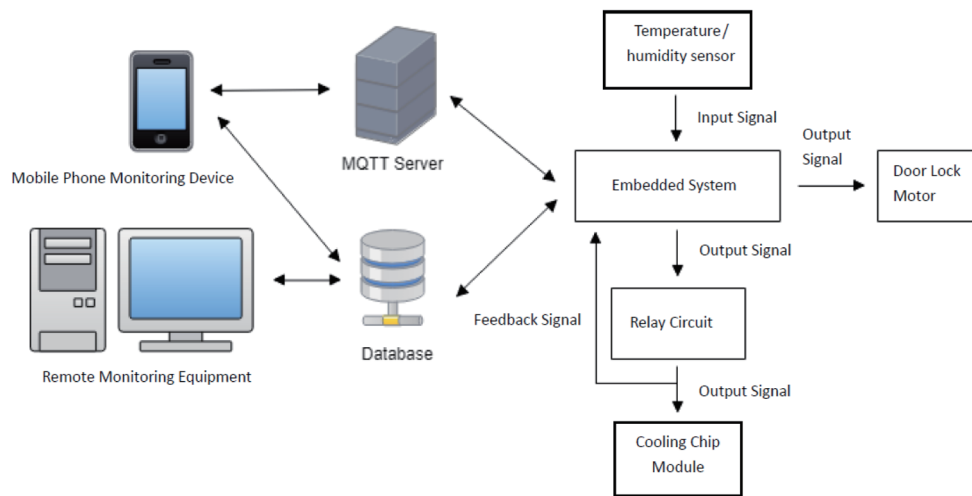 Temperature/
humidity sensor
Input Signal
Output
Signal
MQTT Server
Mobile Phone Monitoring Device
Embedded System
Door Lock
Motor
Output Signal
Feedback Signal
Relay Circuit
Database
Remote Monitoring Equipment
Output Signal
Cooling Chip
Module